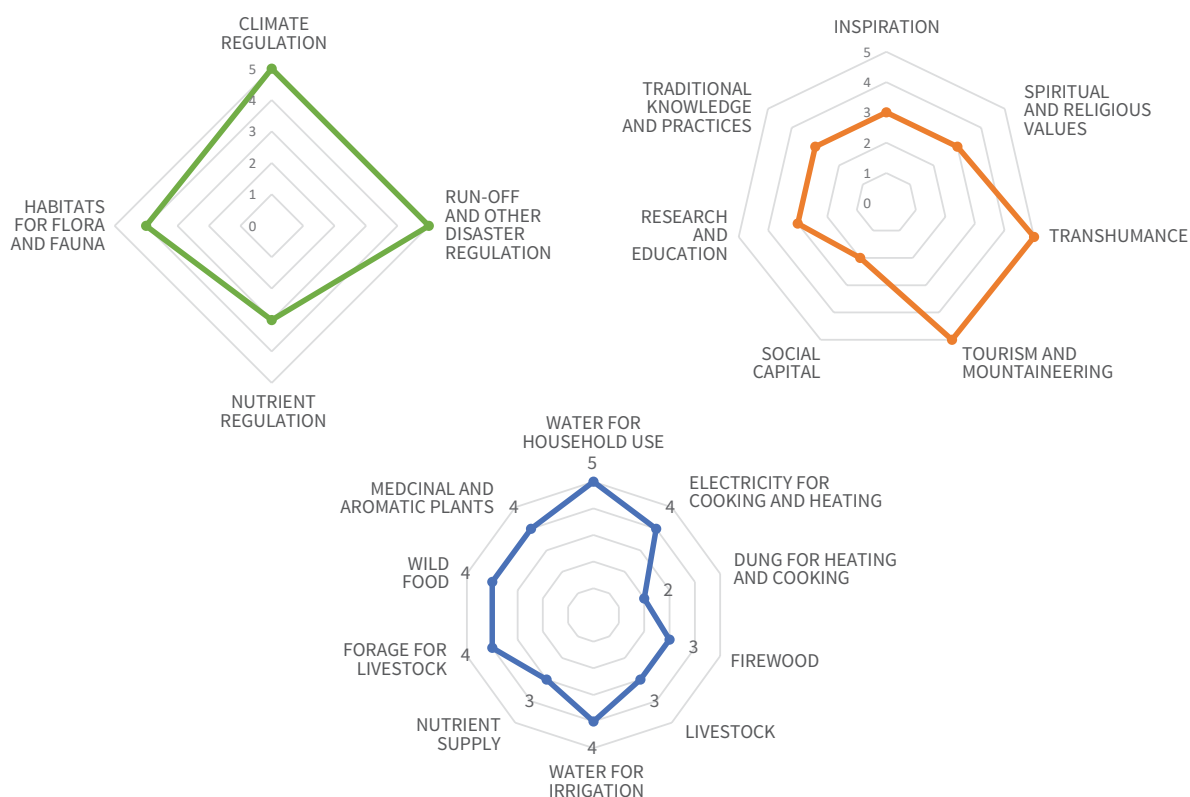 CLIMATE
REGULATION
5
4
3
2
1
0
HABITATS
FOR FLORA
AND FAUNA
RUN-OFF
AND OTHER
DISASTER
REGULATION
NUTRIENT
REGULATION
INSPIRATION
5
4
3
2
1
0
TRADITIONAL
KNOWLEDGE
AND PRACTICES
SPIRITUAL
AND RELIGIOUS
VALUES
RESEARCH
AND
EDUCATION
TRANSHUMANCE
SOCIAL
CAPITAL
TOURISM AND
MOUNTAINEERING
WATER FOR
HOUSEHOLD USE
5
MEDCINAL AND
AROMATIC PLANTS
4
4
ELECTRICITY FOR
COOKING AND HEATING
WILD
FOOD
4
2
DUNG FOR HEATING
AND COOKING
FORAGE FOR
LIVESTOCK
4
3
FIREWOOD
NUTRIENT
SUPPLY
3
3
LIVESTOCK
4
WATER FOR
IRRIGATION